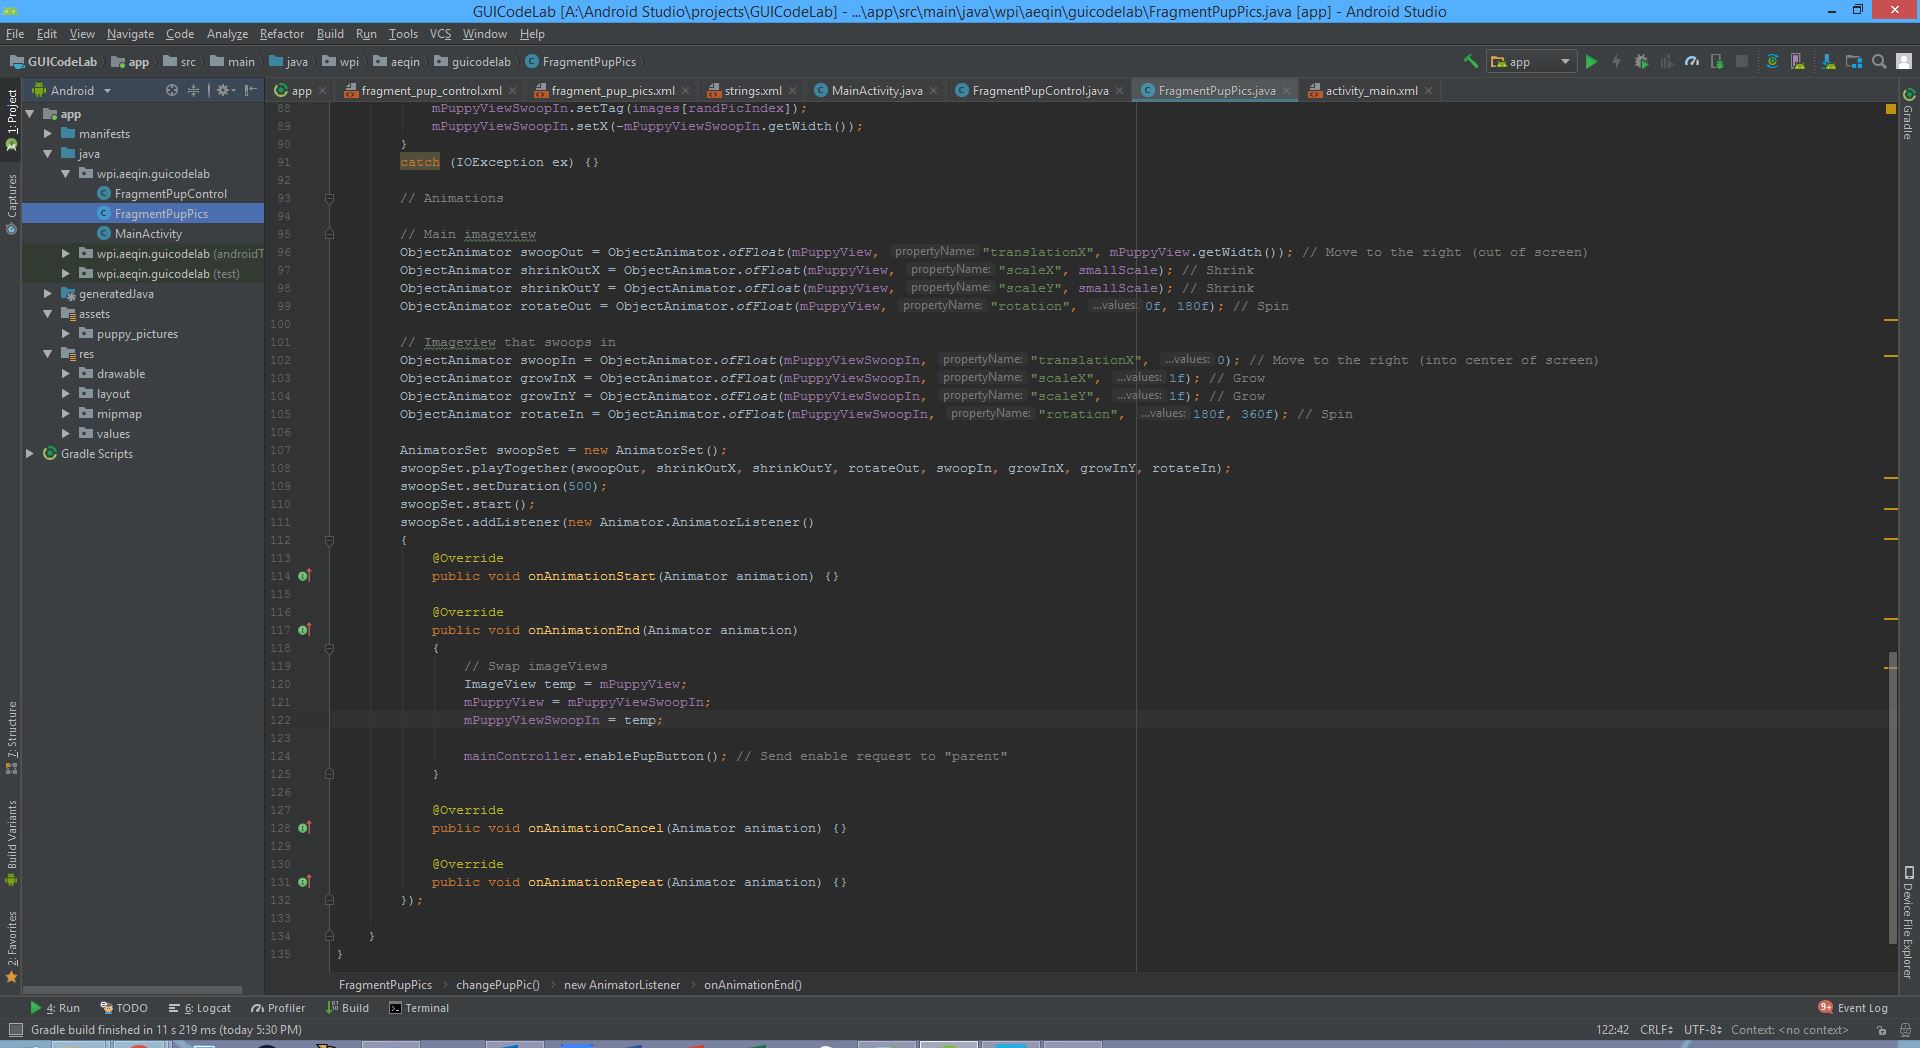 GUICodeLab [A:\Android Studio\projects\GUICodeLab] - ...\app\src\main\java\wpi\aeqin\guicodelab\FragmentPupPics.java [app] - Android Studio
File Edit View Navigate Code Analyze Refactor Build Run Tools VCS Window Help
GUICodeLab app src main java wpi aeqin guicodelab FragmentPupPics app
Android app fragment_pup_control.xml fragment_pup_pics.xml strings.xml MainActivity.java FragmentPupControl.java FragmentPupPics.java activity_main.xml
1: Project
Captures
7: Structure
Build Variants
2: Favorites
app
manifests
java
wpi.aeqin.guicodelab
FragmentPupControl
FragmentPupPics
MainActivity
wpi.aeqin.guicodelab (androidT
wpi.aeqin.guicodelab (test)
generatedJava
assets
puppy_pictures
res
drawable
layout
mipmap
values
Gradle Scripts
88 mPuppyViewSwoopIn.setTag(images[randPicIndex]);
89 mPuppyViewSwoopIn.setX(-mPuppyViewSwoopIn.getWidth());
90 }
91 catch (IOException ex) {}
92
93 // Animations
94
95 // Main imageview
96 ObjectAnimator swoopOut = ObjectAnimator.ofFloat(mPuppyView, propertyName: "translationX", mPuppyView.getWidth()); // Move to the right (out of screen)
97 ObjectAnimator shrinkOutX = ObjectAnimator.ofFloat(mPuppyView, propertyName: "scaleX", smallScale); // Shrink
98 ObjectAnimator shrinkOutY = ObjectAnimator.ofFloat(mPuppyView, propertyName: "scaleY", smallScale); // Shrink
99 ObjectAnimator rotateOut = ObjectAnimator.ofFloat(mPuppyView, propertyName: "rotation", ...values: 0f, 180f); // Spin
100
101 // Imageview that swoops in
102 ObjectAnimator swoopIn = ObjectAnimator.ofFloat(mPuppyViewSwoopIn, propertyName: "translationX", ...values: 0); // Move to the right (into center of screen)
103 ObjectAnimator growInX = ObjectAnimator.ofFloat(mPuppyViewSwoopIn, propertyName: "scaleX", ...values: 1f); // Grow
104 ObjectAnimator growInY = ObjectAnimator.ofFloat(mPuppyViewSwoopIn, propertyName: "scaleY", ...values: 1f); // Grow
105 ObjectAnimator rotateIn = ObjectAnimator.ofFloat(mPuppyViewSwoopIn, propertyName: "rotation", ...values: 180f, 360f); // Spin
106
107 AnimatorSet swoopSet = new AnimatorSet();
108 swoopSet.playTogether(swoopOut, shrinkOutX, shrinkOutY, rotateOut, swoopIn, growInX, growInY, rotateIn);
109 swoopSet.setDuration(500);
110 swoopSet.start();
111 swoopSet.addListener(new Animator.AnimatorListener()
112 {
113 @Override
114 public void onAnimationStart(Animator animation) {}
115
116 @Override
117 public void onAnimationEnd(Animator animation)
118 {
119 // Swap imageViews
120 ImageView temp = mPuppyView;
121 mPuppyView = mPuppyViewSwoopIn;
122 mPuppyViewSwoopIn = temp;
123
124 mainController.enablePupButton(); // Send enable request to "parent"
125 }
126
127 @Override
128 public void onAnimationCancel(Animator animation) {}
129
130 @Override
131 public void onAnimationRepeat(Animator animation) {}
132 });
133
134 }
135 }
Gradle
Device File Explorer
FragmentPupPics changePupPic() new AnimatorListener onAnimationEnd()
4: Run TODO 6: Logcat Profiler Build Terminal 9+ Event Log
Gradle build finished in 11 s 219 ms (today 5:30 PM) 122:42 CRLF UTF-8 Context: <no context>